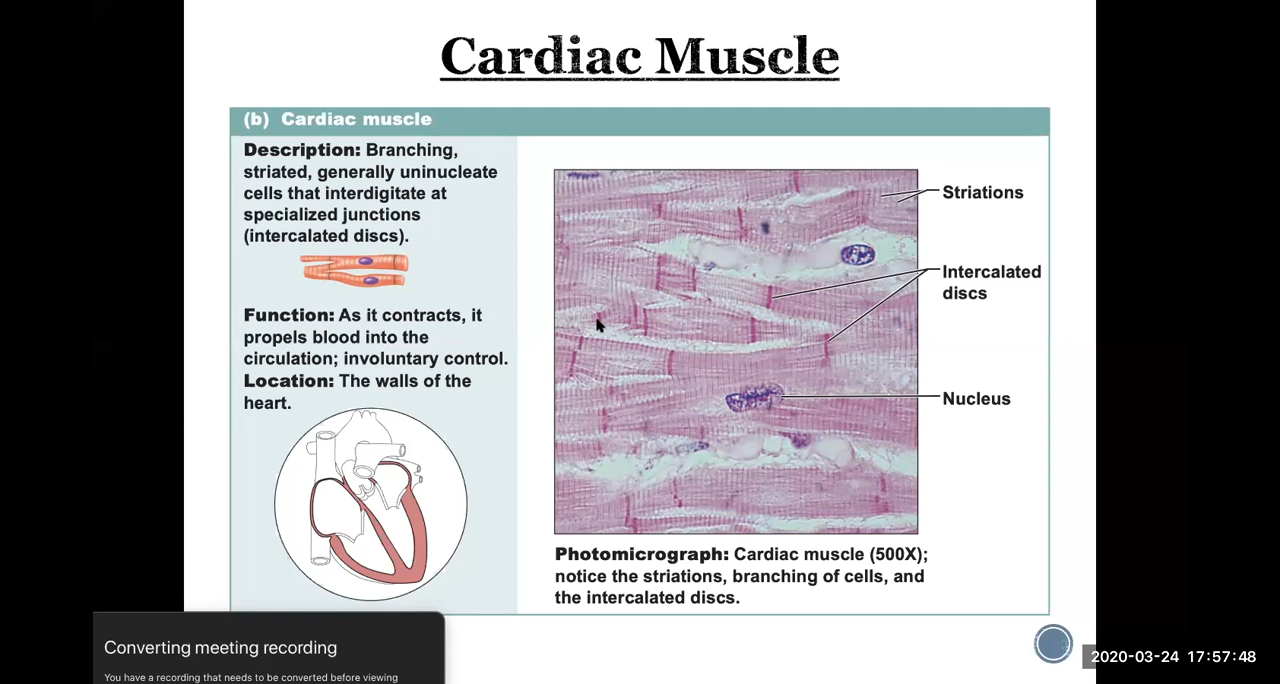 Cardiac Muscle
(b) Cardiac muscle
Description: Branching,
striated, generally uninucleate
cells that interdigitate at
specialized junctions
(intercalated discs).
Function: As it contracts, it
propels blood into the
circulation; involuntary control.
Location: The walls of the
heart.
Striations
Intercalated
discs
Nucleus
Photomicrograph: Cardiac muscle (500X);
notice the striations, branching of cells, and
the intercalated discs.
Converting meeting recording
You have a recording that needs to be converted before viewing
2020-03-24 17:57:48